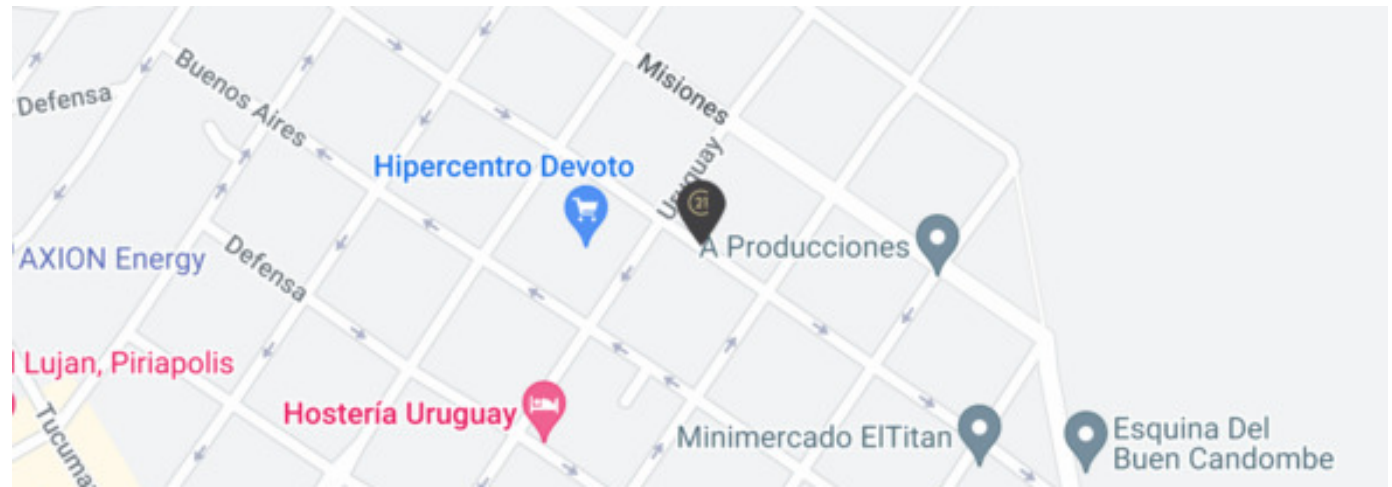 Misiones
Buenos Aires
Defensa
Uruguay
Hipercentro Devoto
21
A Producciones
AXION Energy
Defensa
Lujan, Piriapolis
Hostería Uruguay
Minimercado ElTitan
Esquina Del
Buen Candombe